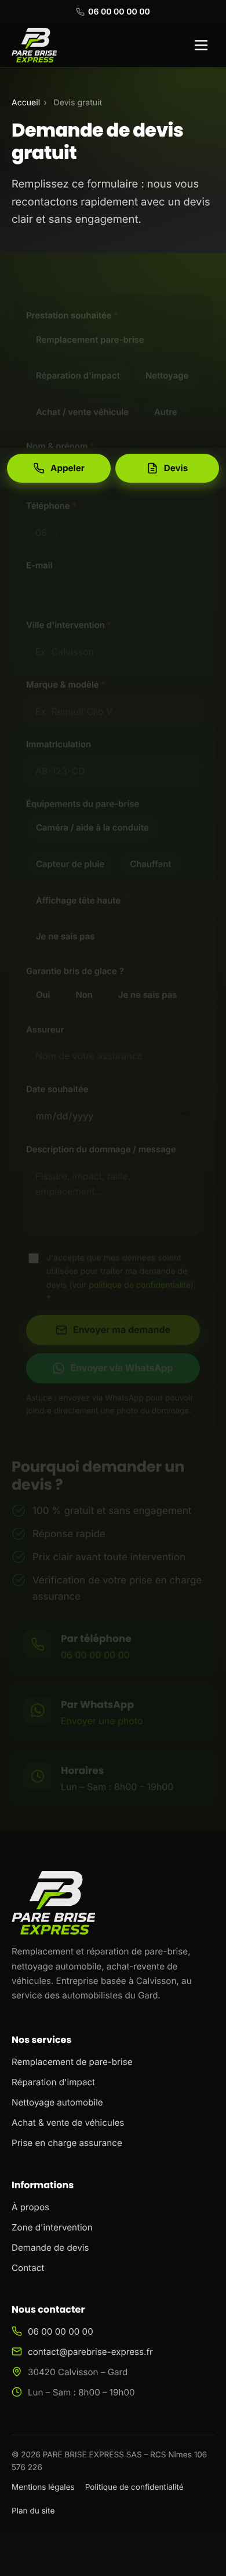 06 00 00 00 00
PARE BRISE
EXPRESS
Accueil › Devis gratuit
Demande de devis
gratuit
Remplissez ce formulaire : nous vous
recontactons rapidement avec un devis
clair et sans engagement.
Prestation souhaitée *
Remplacement pare-brise
Réparation d'impact
Nettoyage
Achat / vente véhicule
Autre
Nom & prénom *
Appeler
Devis
Téléphone *
06…
E-mail
Ville d'intervention *
Ex. Calvisson
Marque & modèle *
Ex. Renault Clio V
Immatriculation
AB-123-CD
Équipements du pare-brise
Caméra / aide à la conduite
Capteur de pluie
Chauffant
Affichage tête haute
Je ne sais pas
Garantie bris de glace ?
Oui
Non
Je ne sais pas
Assureur
Nom de votre assurance
Date souhaitée
mm/dd/yyyy
Description du dommage / message
Fissure, impact, taille,
emplacement…
J'accepte que mes données soient
utilisées pour traiter ma demande de
devis (voir politique de confidentialité).
*
Envoyer ma demande
Envoyer via WhatsApp
Astuce : envoyez via WhatsApp pour pouvoir
joindre directement une photo du dommage.
Pourquoi demander un
devis ?
100 % gratuit et sans engagement
Réponse rapide
Prix clair avant toute intervention
Vérification de votre prise en charge
assurance
Par téléphone
06 00 00 00 00
Par WhatsApp
Envoyer une photo
Horaires
Lun – Sam : 8h00 – 19h00
PARE BRISE
EXPRESS
Remplacement et réparation de pare-brise,
nettoyage automobile, achat-revente de
véhicules. Entreprise basée à Calvisson, au
service des automobilistes du Gard.
Nos services
Remplacement de pare-brise
Réparation d'impact
Nettoyage automobile
Achat & vente de véhicules
Prise en charge assurance
Informations
À propos
Zone d'intervention
Demande de devis
Contact
Nous contacter
06 00 00 00 00
contact@parebrise-express.fr
30420 Calvisson – Gard
Lun – Sam : 8h00 – 19h00
© 2026 PARE BRISE EXPRESS SAS – RCS Nîmes 106
576 226
Mentions légales
Politique de confidentialité
Plan du site